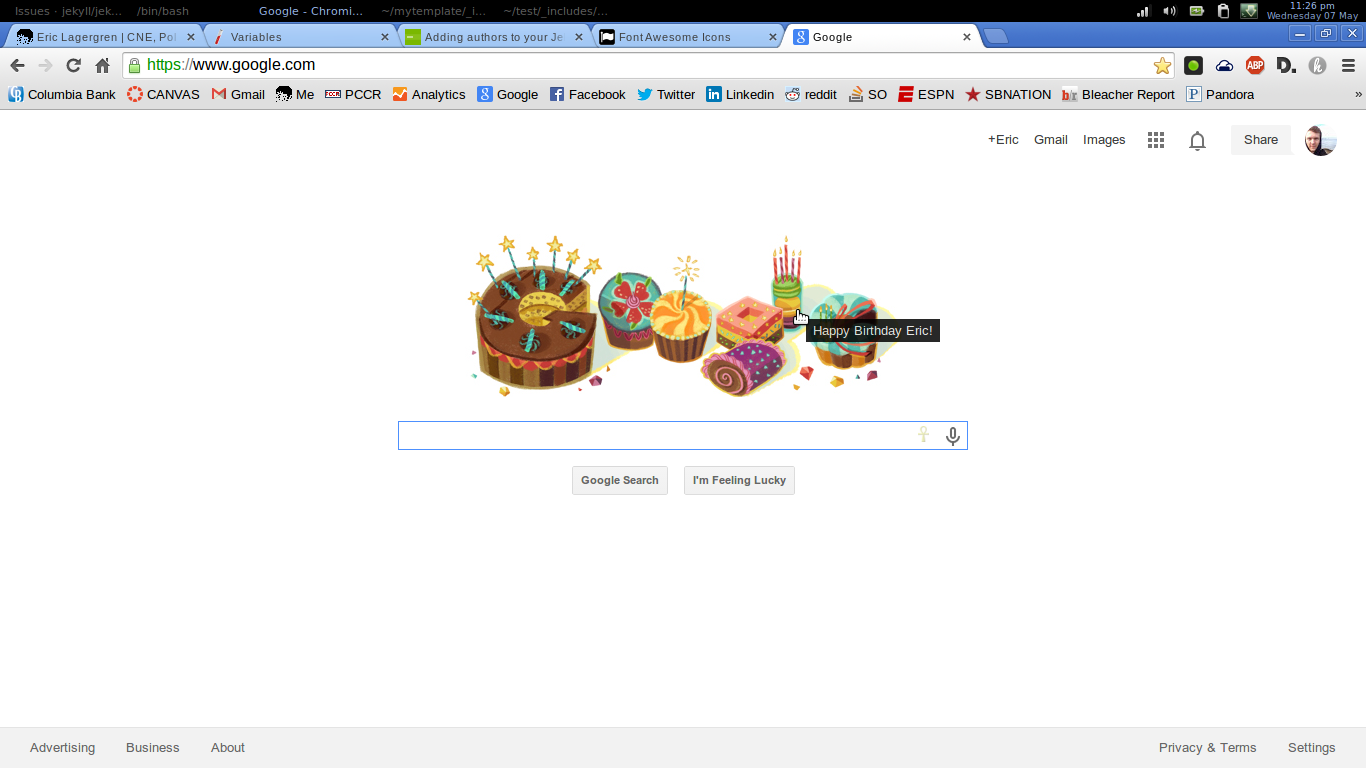 Issues · jekyll/jek... /bin/bash Google - Chromi... ~/mytemplate/_i... ~/test/_includes/... 11:26 pm
Wednesday 07 May
Eric Lagergren | CNE, Pol Variables Adding authors to your Je FontAwesome Icons Google
https://www.google.com ABP D. h
Columbia Bank CANVAS Gmail Me PCCR Analytics Google Facebook Twitter Linkedin reddit SO ESPN SBNATION Bleacher Report Pandora »
+Eric Gmail Images Share
Happy Birthday Eric!
Google Search I'm Feeling Lucky
Advertising Business About Privacy & Terms Settings